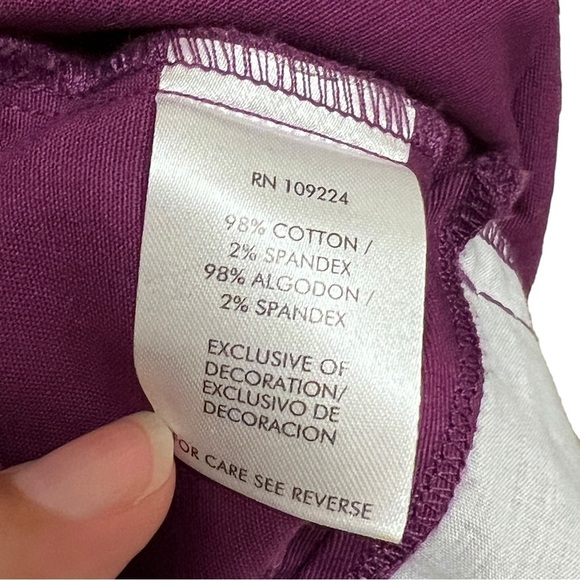 RN 109224
98% COTTON /
2% SPANDEX
98% ALGODON /
2% SPANDEX
EXCLUSIVE OF
DECORATION/
EXCLUSIVO DE
DECORACION
OR CARE SEE REVERSE